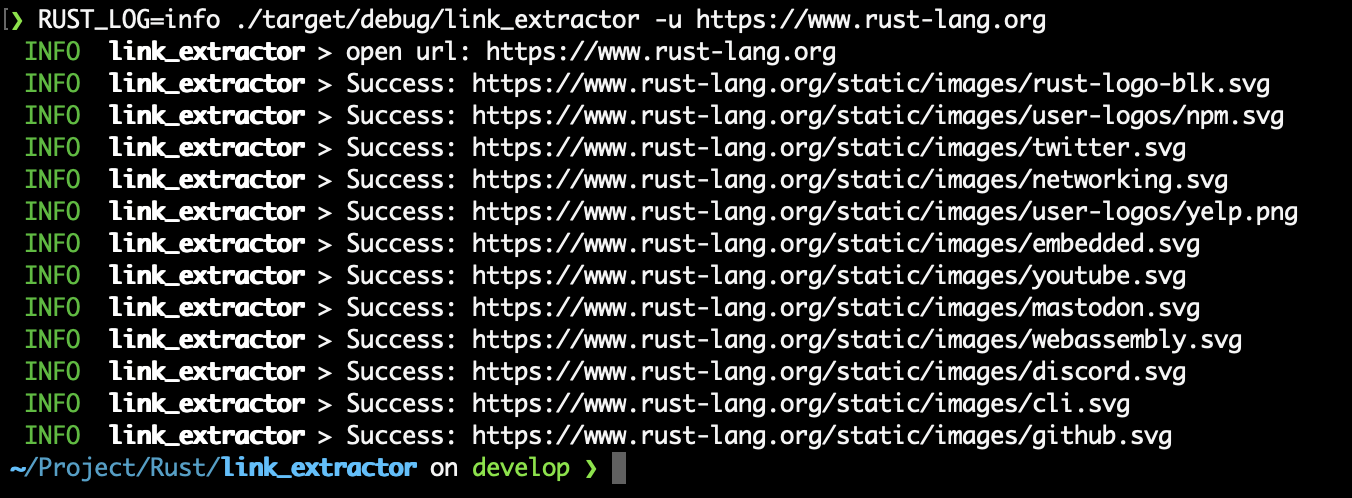 ❯ RUST_LOG=info ./target/debug/link_extractor -u https://www.rust-lang.org
INFO link_extractor > open url: https://www.rust-lang.org
INFO link_extractor > Success: https://www.rust-lang.org/static/images/rust-logo-blk.svg
INFO link_extractor > Success: https://www.rust-lang.org/static/images/user-logos/npm.svg
INFO link_extractor > Success: https://www.rust-lang.org/static/images/twitter.svg
INFO link_extractor > Success: https://www.rust-lang.org/static/images/networking.svg
INFO link_extractor > Success: https://www.rust-lang.org/static/images/user-logos/yelp.png
INFO link_extractor > Success: https://www.rust-lang.org/static/images/embedded.svg
INFO link_extractor > Success: https://www.rust-lang.org/static/images/youtube.svg
INFO link_extractor > Success: https://www.rust-lang.org/static/images/mastodon.svg
INFO link_extractor > Success: https://www.rust-lang.org/static/images/webassembly.svg
INFO link_extractor > Success: https://www.rust-lang.org/static/images/discord.svg
INFO link_extractor > Success: https://www.rust-lang.org/static/images/cli.svg
INFO link_extractor > Success: https://www.rust-lang.org/static/images/github.svg
~/Project/Rust/link_extractor on develop ❯